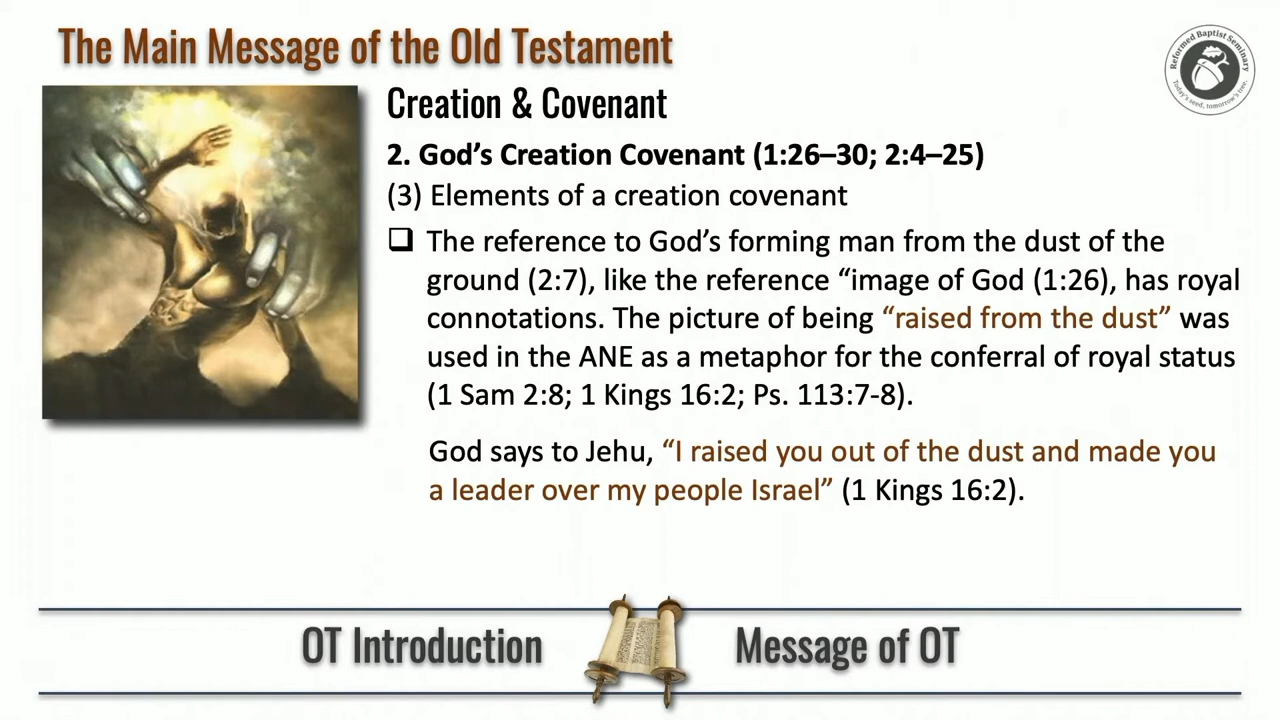 The Main Message of the Old Testament
Reformed Baptist Seminary
Today's seed, tomorrow's tree.
Creation & Covenant
2. God’s Creation Covenant (1:26–30; 2:4–25)
(3) Elements of a creation covenant
The reference to God’s forming man from the dust of the
ground (2:7), like the reference “image of God (1:26), has royal
connotations. The picture of being “raised from the dust” was
used in the ANE as a metaphor for the conferral of royal status
(1 Sam 2:8; 1 Kings 16:2; Ps. 113:7-8).
God says to Jehu, “I raised you out of the dust and made you
a leader over my people Israel” (1 Kings 16:2).
OT Introduction
Message of OT